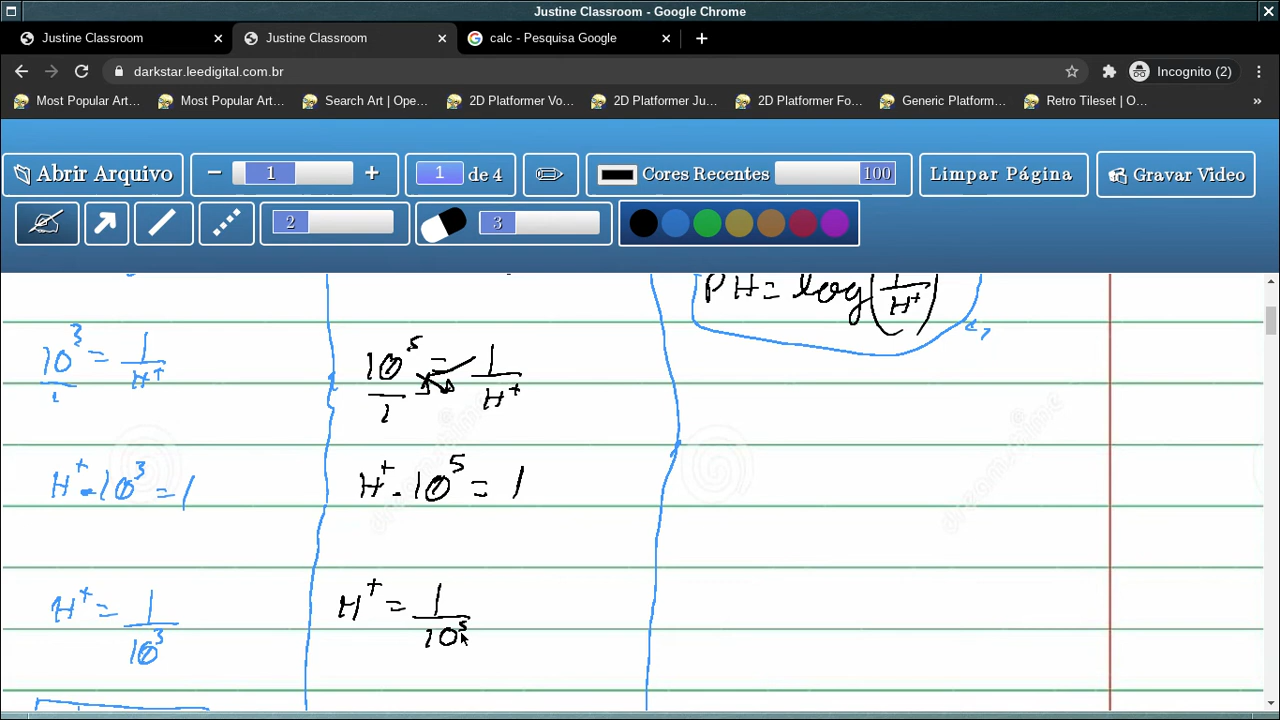 Justine Classroom - Google Chrome
Justine Classroom
Justine Classroom
calc - Pesquisa Google
darkstar.leedigital.com.br
Incognito (2)
Most Popular Art...
Most Popular Art...
Search Art | Ope...
2D Platformer Vo...
2D Platformer Ju...
2D Platformer Fo...
Generic Platform...
Retro Tileset | O...
Abrir Arquivo
− 1 +
1 de 4
Cores Recentes 100
Limpar Página
Gravar Video
2
3
PH = log(1/H⁺)
10³/1 = 1/H⁺
10⁵/1 = 1/H⁺
H⁺ · 10³ = 1
H⁺ · 10⁵ = 1
H⁺ = 1/10³
H⁺ = 1/10⁵